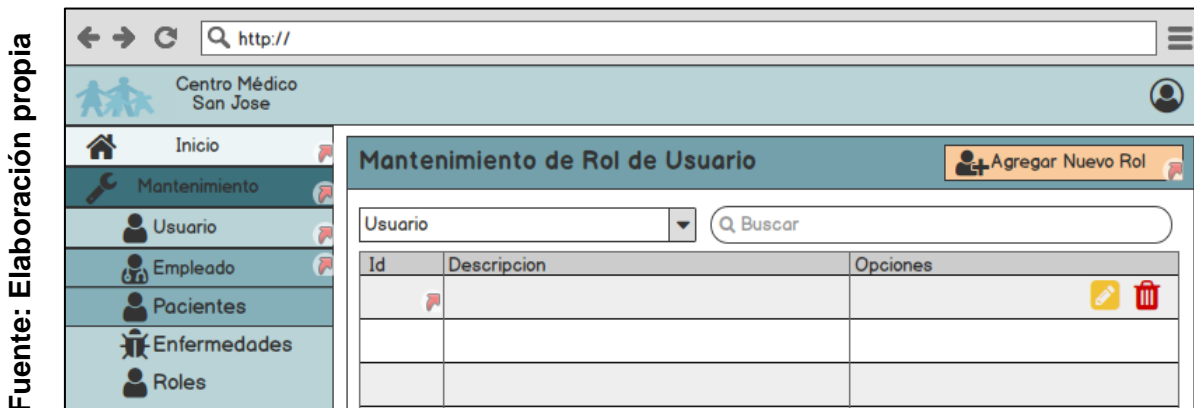 Fuente: Elaboración propia
http://
Centro Médico
San Jose
Inicio
Mantenimiento
Usuario
Empleado
Pacientes
Enfermedades
Roles
Mantenimiento de Rol de Usuario
Agregar Nuevo Rol
Usuario
Buscar
Id Descripcion Opciones